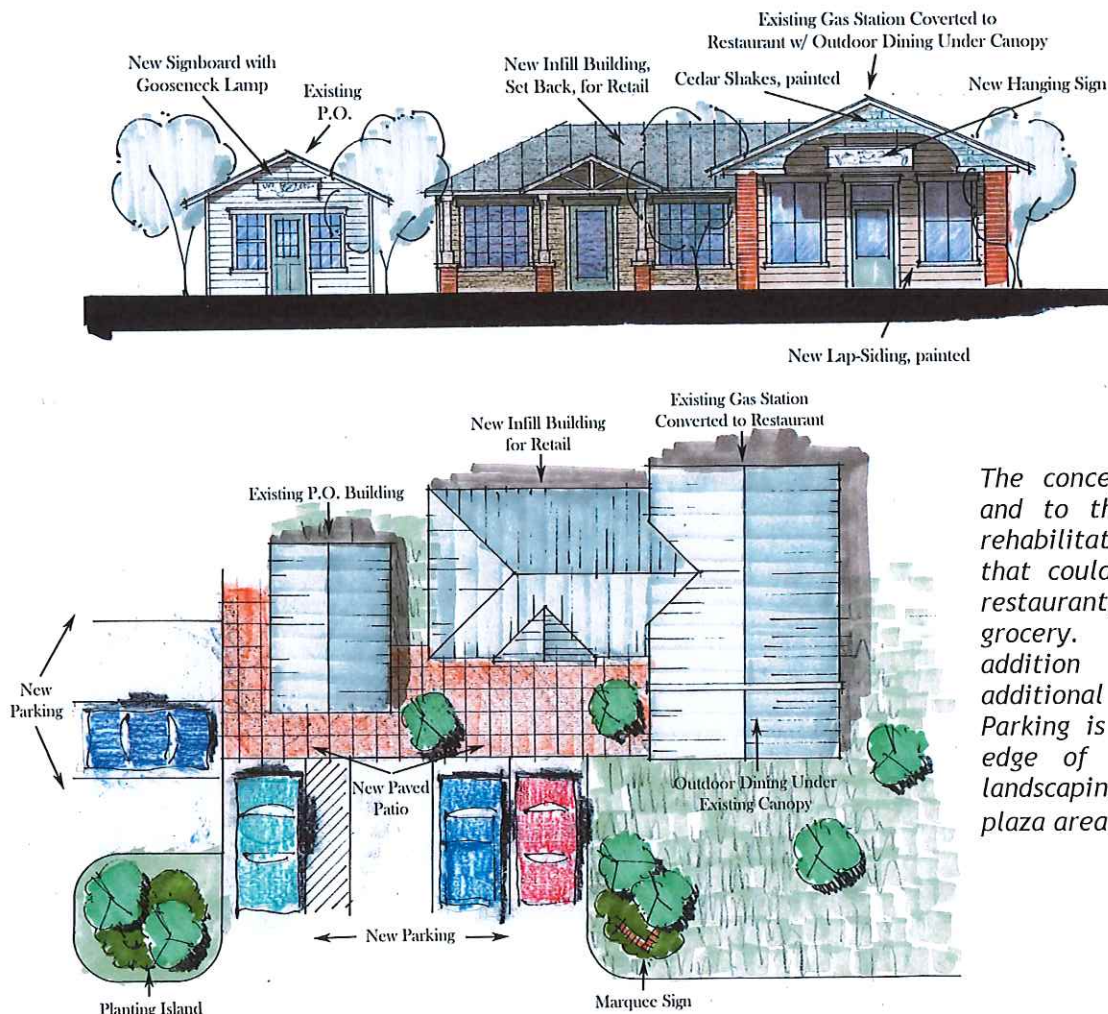 Existing Gas Station Coverted to
Restaurant w/ Outdoor Dining Under Canopy
New Signboard with
Gooseneck Lamp
Existing
P.O.
New Infill Building,
Set Back, for Retail
Cedar Shakes, painted
New Hanging Sign
New Lap-Siding, painted
Existing Gas Station
Converted to Restaurant
New Infill Building
for Retail
Existing P.O. Building
New
Parking
New Paved
Patio
Outdoor Dining Under
Existing Canopy
New Parking
Planting Island
Marquee Sign
The conce
and to th
rehabilitat
that could
restaurant
grocery.
addition
additional
Parking is
edge of
landscapin
plaza area